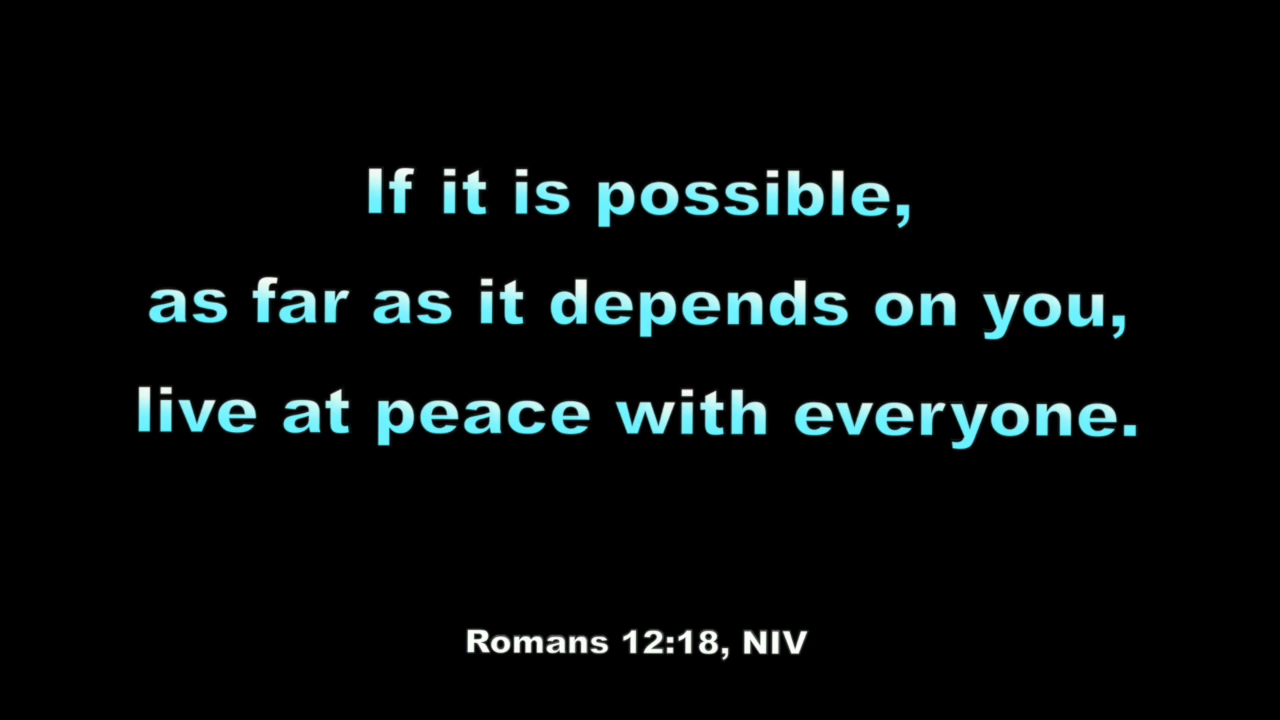 If it is possible,
as far as it depends on you,
live at peace with everyone.
Romans 12:18, NIV